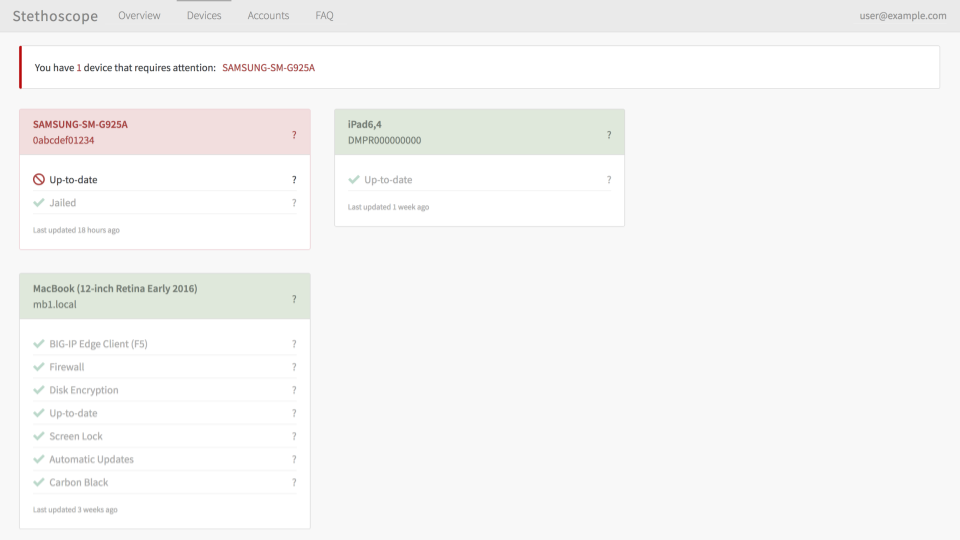 Stethoscope Overview Devices Accounts FAQ user@example.com
You have 1 device that requires attention: SAMSUNG-SM-G925A
SAMSUNG-SM-G925A
0abcdef01234
?
Up-to-date ?
Jailed ?
Last updated 18 hours ago
iPad6,4
DMPR000000000
?
Up-to-date ?
Last updated 1 week ago
MacBook (12-inch Retina Early 2016)
mb1.local
?
BIG-IP Edge Client (F5) ?
Firewall ?
Disk Encryption ?
Up-to-date ?
Screen Lock ?
Automatic Updates ?
Carbon Black ?
Last updated 3 weeks ago